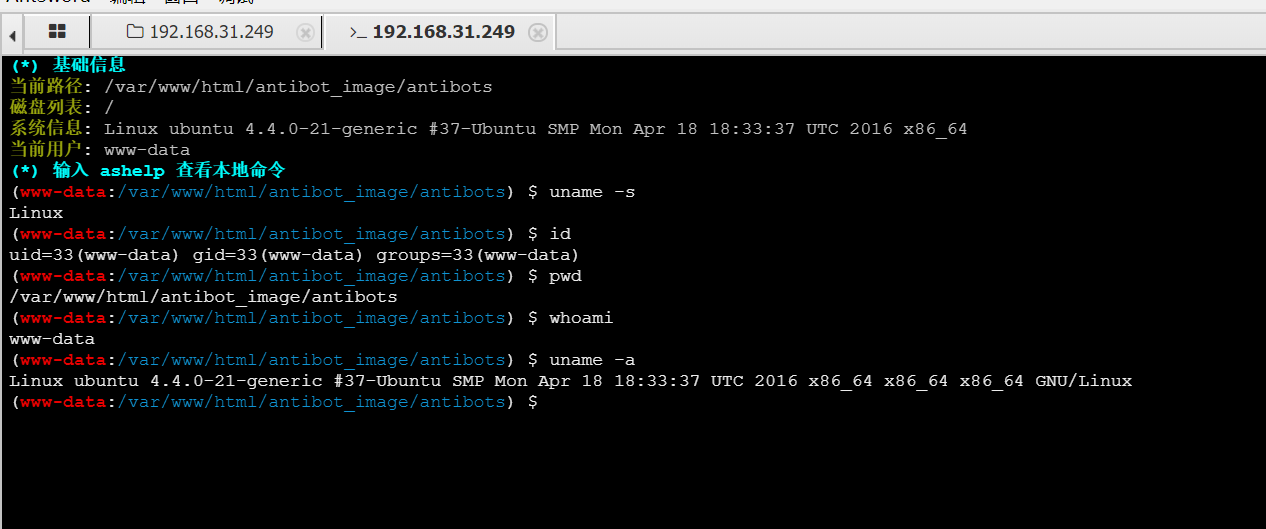 192.168.31.249 >_ 192.168.31.249
(*) 基础信息
当前路径: /var/www/html/antibot_image/antibots
磁盘列表: /
系统信息: Linux ubuntu 4.4.0-21-generic #37-Ubuntu SMP Mon Apr 18 18:33:37 UTC 2016 x86_64
当前用户: www-data
(*) 输入 ashelp 查看本地命令
(www-data:/var/www/html/antibot_image/antibots) $ uname -s
Linux
(www-data:/var/www/html/antibot_image/antibots) $ id
uid=33(www-data) gid=33(www-data) groups=33(www-data)
(www-data:/var/www/html/antibot_image/antibots) $ pwd
/var/www/html/antibot_image/antibots
(www-data:/var/www/html/antibot_image/antibots) $ whoami
www-data
(www-data:/var/www/html/antibot_image/antibots) $ uname -a
Linux ubuntu 4.4.0-21-generic #37-Ubuntu SMP Mon Apr 18 18:33:37 UTC 2016 x86_64 x86_64 x86_64 GNU/Linux
(www-data:/var/www/html/antibot_image/antibots) $